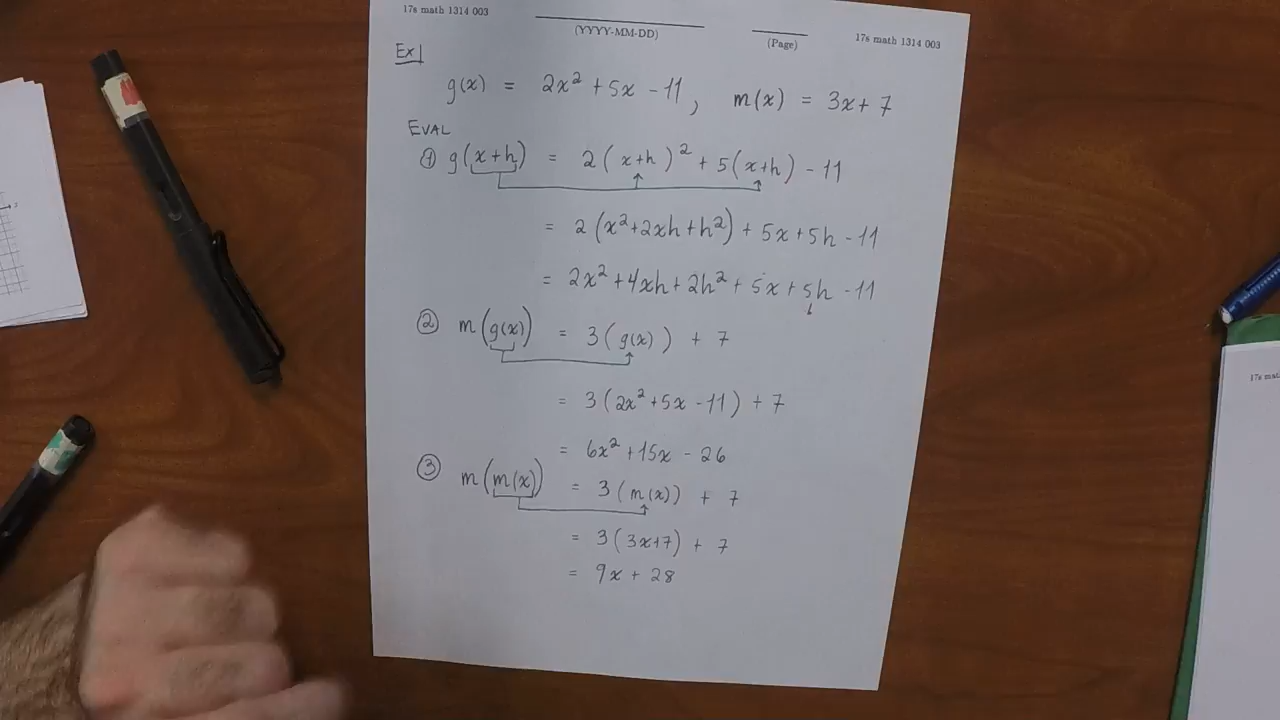 17s math 1314 003 (YYYY-MM-DD) (Page) 17s math 1314 003
Ex1
g(x) = 2x² + 5x - 11, m(x) = 3x + 7
EVAL
① g(x+h) = 2(x+h)² + 5(x+h) - 11
= 2(x²+2xh+h²) + 5x+5h-11
= 2x²+4xh+2h²+5x+5h-11
② m(g(x)) = 3(g(x)) + 7
= 3(2x²+5x-11) + 7
= 6x²+15x-26
③ m(m(x)) = 3(m(x)) + 7
= 3(3x+7) + 7
= 9x + 28